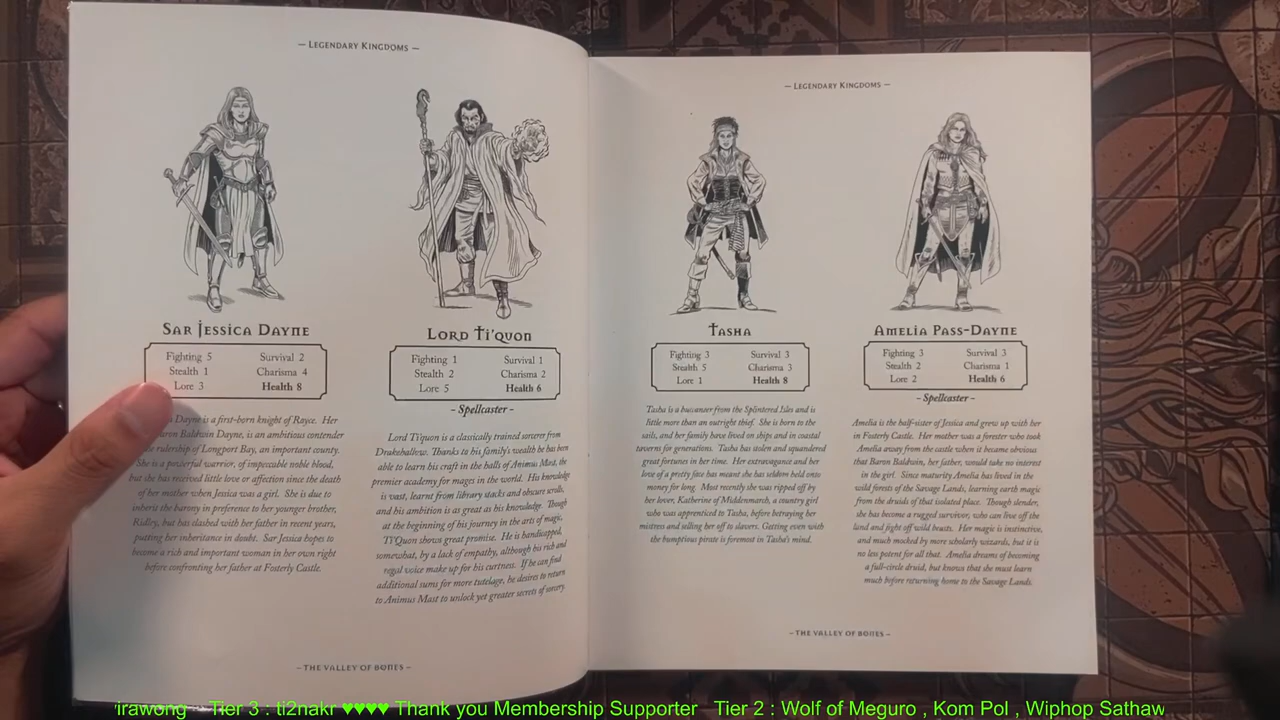 — LEGENDARY KINGDOMS —
SAR JESSICA DAYNE
Fighting 5 Survival 2
Stealth 1 Charisma 4
Lore 3 Health 8
Dayne is a first-born knight of Royce. Her
Baron Baldwin Dayne, is an ambitious contender
rulership of Longport Bay, an important county.
She is a powerful warrior, of impeccable noble blood,
but she has received little love or affection since the death
of her mother when Jessica was a girl. She is due to
inherit the barony in preference to her younger brother,
Ridley, but has clashed with her father in recent years,
putting her inheritance in doubt. Sar Jessica hopes to
become a rich and important woman in her own right
before confronting her father at Fosterly Castle.
LORD TI'QUON
Fighting 1 Survival 1
Stealth 2 Charisma 2
Lore 5 Health 6
- Spellcaster -
Lord Ti'quon is a classically trained sorcerer from
Drakehallow. Thanks to his family's wealth he has been
able to learn his craft in the halls of Animus Mast, the
premier academy for mages in the world. His knowledge
is vast, learnt from library stacks and obscure scrolls,
and his ambition is as great as his knowledge. Though
at the beginning of his journey in the arts of magic,
Ti'Quon shows great promise. He is handicapped,
somewhat, by a lack of empathy, although his rich and
regal voice make up for his curtness. If he can find
additional sums for more tutelage, he desires to return
to Animus Mast to unlock yet greater secrets of sorcery.
– THE VALLEY OF BONES –
— LEGENDARY KINGDOMS —
TASHA
Fighting 3 Survival 3
Stealth 5 Charisma 3
Lore 1 Health 8
Tasha is a buccaneer from the Splintered Isles and is
little more than an outright thief. She is born to the
sails, and her family have lived on ships and in coastal
taverns for generations. Tasha has stolen and squandered
great fortunes in her time. Her extravagance and her
love of a pretty face has meant she has seldom held onto
money for long. Most recently she was ripped off by
her lover, Katherine of Middenmarch, a country girl
who was apprenticed to Tasha, before betraying her
mistress and selling her off to slavers. Getting even with
the bumptious pirate is foremost in Tasha's mind.
AMELIA PASS-DAYNE
Fighting 3 Survival 3
Stealth 2 Charisma 1
Lore 2 Health 6
- Spellcaster -
Amelia is the half-sister of Jessica and grew up with her
in Fosterly Castle. Her mother was a forester who took
Amelia away from the castle when it became obvious
that Baron Baldwin, her father, would take no interest
in the girl. Since maturity Amelia has lived in the
wild forests of the Savage Lands, learning earth magic
from the druids of that isolated place. Though slender,
she has become a rugged survivor, who can live off the
land and fight off wild beasts. Her magic is instinctive,
and much mocked by more scholarly wizards, but it is
no less potent for all that. Amelia dreams of becoming
a full-circle druid, but knows that she must learn
much before returning home to the Savage Lands.
– THE VALLEY OF BONES –
irawong Tier 3 : ti2nakr ♥♥♥♥ Thank you Membership Supporter Tier 2 : Wolf of Meguro , Kom Pol , Wiphop Sathaw